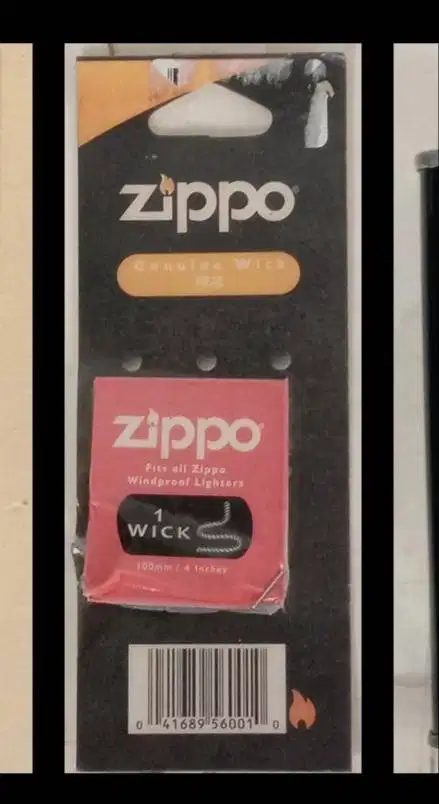 zippo
Genuine Wick
zippo
Fits all Zippo
Windproof Lighters
1
WICK
100mm / 4 Inches
0 41689 56001 0